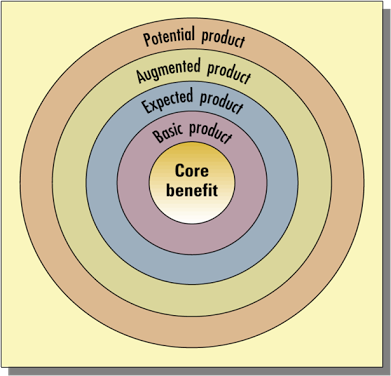 Potential product
Augmented product
Expected product
Basic product
Core
benefit